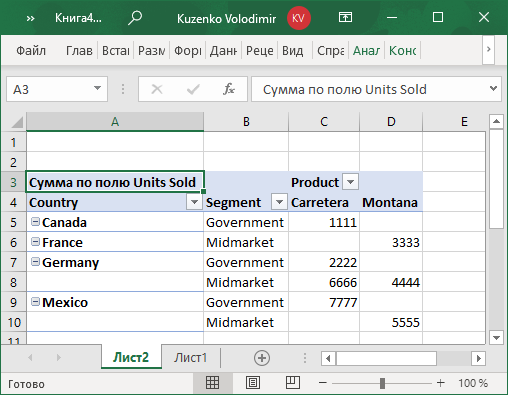 » Книга4... Kuzenko Volodimir KV
Файл Глав Встав Разм Форм Данн Реце Вид Спра Анал Конс
A3 fx Сумма по полю Units Sold
A B C D E
1
2
3 Сумма по полю Units Sold Product
4 Country Segment Carretera Montana
5 Canada Government 1111
6 France Midmarket 3333
7 Germany Government 2222
8 Midmarket 6666 4444
9 Mexico Government 7777
10 Midmarket 5555
11
Лист2 Лист1
Готово 100 %